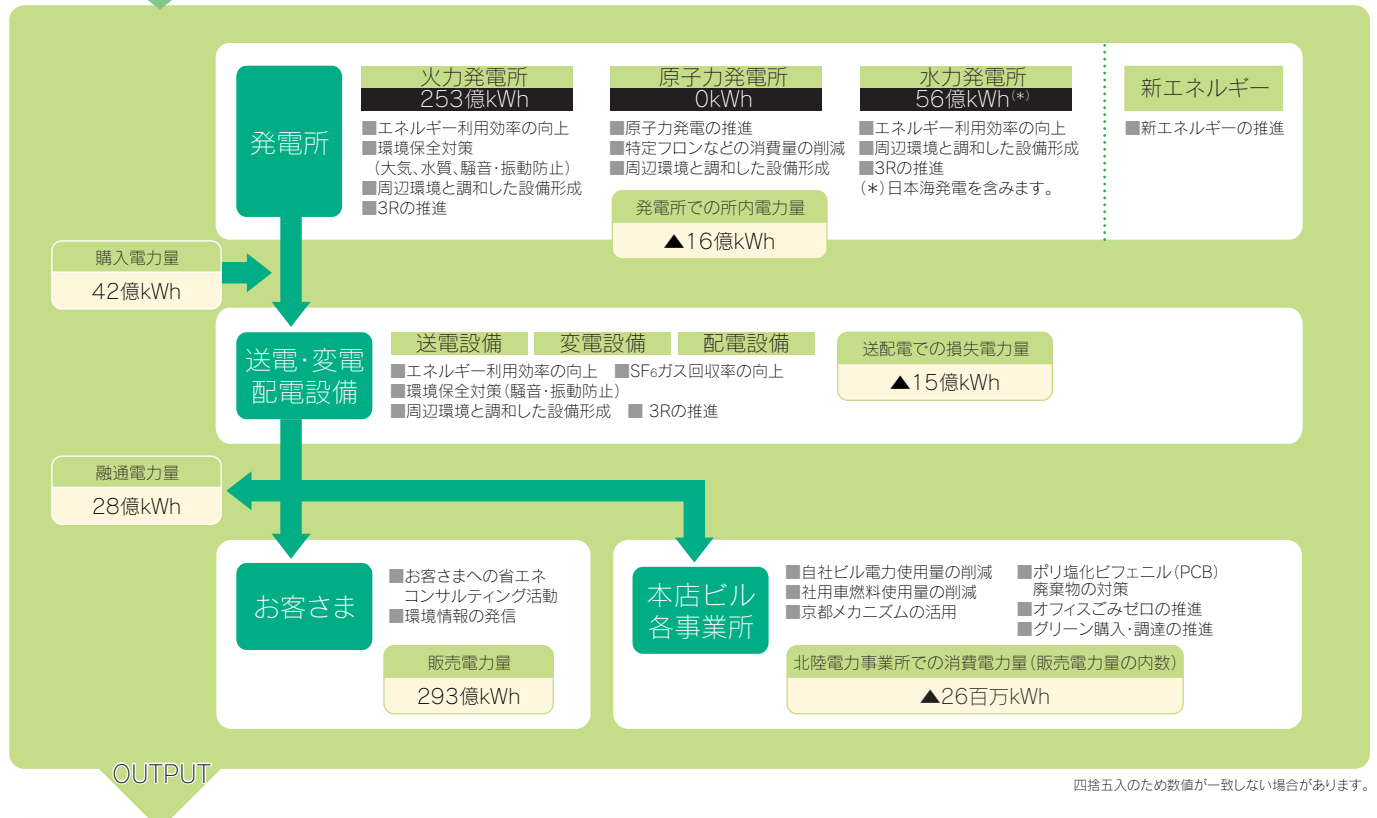 発電所
火力発電所
253億kWh
■エネルギー利用効率の向上
■環境保全対策
(大気、水質、騒音・振動防止)
■周辺環境と調和した設備形成
■3Rの推進
原子力発電所
0kWh
■原子力発電の推進
■特定フロンなどの消費量の削減
■周辺環境と調和した設備形成
水力発電所
56億kWh(*)
■エネルギー利用効率の向上
■周辺環境と調和した設備形成
■3Rの推進
(*)日本海発電を含みます。
新エネルギー
■新エネルギーの推進
発電所での所内電力量
▲16億kWh
購入電力量
42億kWh
送電・変電
配電設備
送電設備
変電設備
配電設備
■エネルギー利用効率の向上 ■SF6ガス回収率の向上
■環境保全対策(騒音・振動防止)
■周辺環境と調和した設備形成 ■ 3Rの推進
送配電での損失電力量
▲15億kWh
融通電力量
28億kWh
お客さま
■お客さまへの省エネ
コンサルティング活動
■環境情報の発信
販売電力量
293億kWh
本店ビル
各事業所
■自社ビル電力使用量の削減
■社用車燃料使用量の削減
■京都メカニズムの活用
■ポリ塩化ビフェニル(PCB)
廃棄物の対策
■オフィスごみゼロの推進
■グリーン購入・調達の推進
北陸電力事業所での消費電力量(販売電力量の内数)
▲26百万kWh
OUTPUT
四捨五入のため数値が一致しない場合があります。